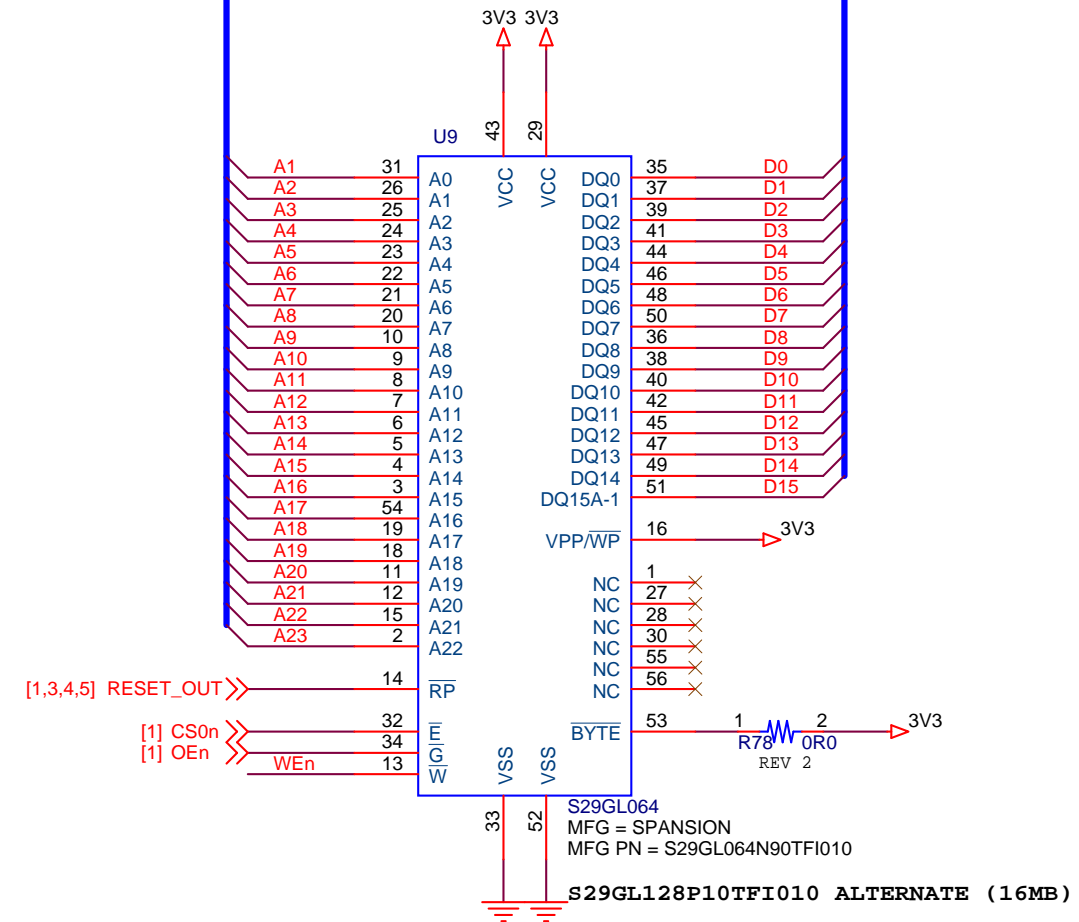 3V3 3V3
U9 43 29
VCC VCC
A1 31 A0 DQ0 35 D0
A2 26 A1 DQ1 37 D1
A3 25 A2 DQ2 39 D2
A4 24 A3 DQ3 41 D3
A5 23 A4 DQ4 44 D4
A6 22 A5 DQ5 46 D5
A7 21 A6 DQ6 48 D6
A8 20 A7 DQ7 50 D7
A9 10 A8 DQ8 36 D8
A10 9 A9 DQ9 38 D9
A11 8 A10 DQ10 40 D10
A12 7 A11 DQ11 42 D11
A13 6 A12 DQ12 45 D12
A14 5 A13 DQ13 47 D13
A15 4 A14 DQ14 49 D14
A16 3 A15 DQ15A-1 51 D15
A17 54 A16
A18 19 A17 VPP/WP 16 3V3
A19 18 A18
A20 11 A19 NC 1
A21 12 A20 NC 27
A22 15 A21 NC 28
A23 2 A22 NC 30
NC 55
[1,3,4,5] RESET_OUT 14 RP NC 56
[1] CS0n 32 E BYTE 53 1 2 3V3
[1] OEn 34 G R78 0R0
WEn 13 W REV 2
VSS VSS
33 52
S29GL064
MFG = SPANSION
MFG PN = S29GL064N90TFI010
S29GL128P10TFI010 ALTERNATE (16MB)